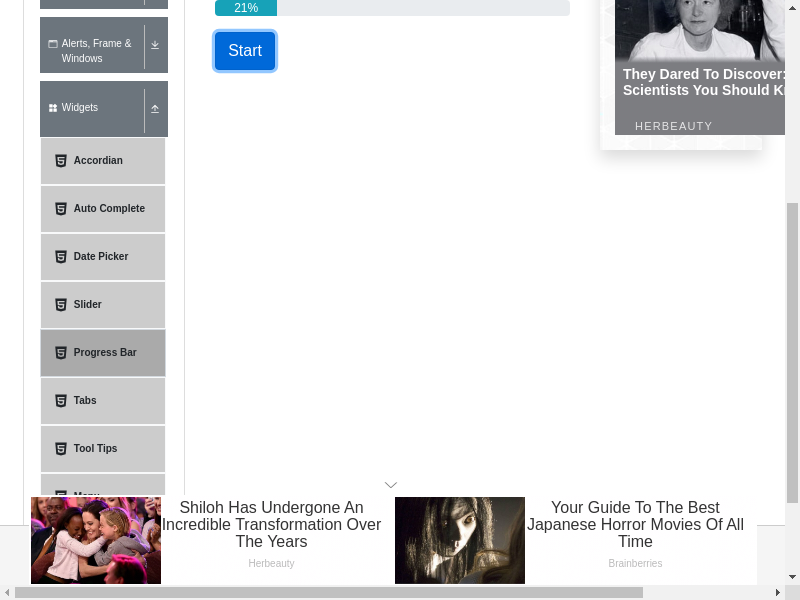 21%
Start
Alerts, Frame &
Windows
Widgets
Accordian
Auto Complete
Date Picker
Slider
Progress Bar
Tabs
Tool Tips
They Dared To Discover:
Scientists You Should
HERBEAUTY
Shiloh Has Undergone An
Incredible Transformation Over
The Years
Herbeauty
Your Guide To The Best
Japanese Horror Movies Of All
Time
Brainberries